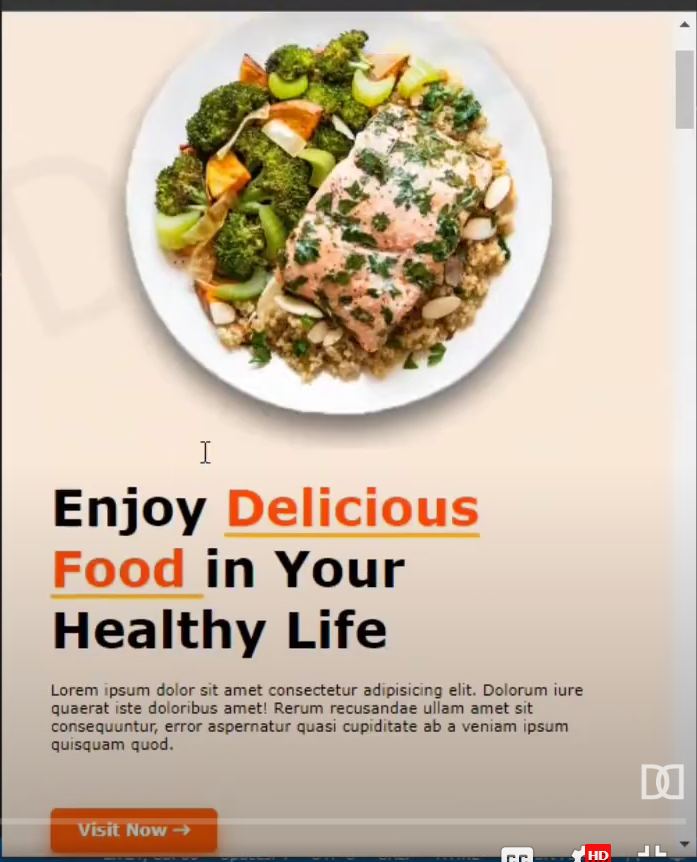 Enjoy Delicious
Food in Your
Healthy Life
Lorem ipsum dolor sit amet consectetur adipisicing elit. Dolorum iure
quaerat iste doloribus amet! Rerum recusandae ullam amet sit
consequuntur, error aspernatur quasi cupiditate ab a veniam ipsum
quisquam quod.
Visit Now →
CC
HD